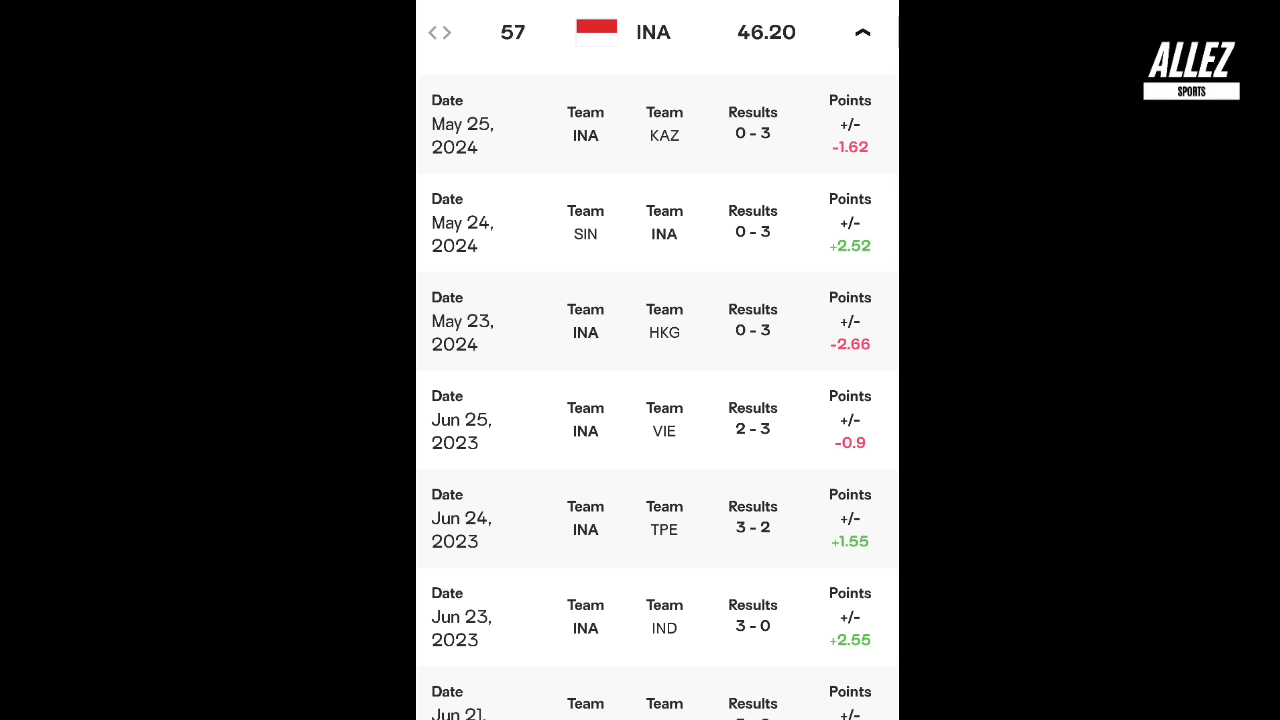 57 INA 46.20
ALLEZ
SPORTS
Date Team Team Results Points
May 25, 2024 INA KAZ 0 - 3 +/- -1.62
Date Team Team Results Points
May 24, 2024 SIN INA 0 - 3 +/- +2.52
Date Team Team Results Points
May 23, 2024 INA HKG 0 - 3 +/- -2.66
Date Team Team Results Points
Jun 25, 2023 INA VIE 2 - 3 +/- -0.9
Date Team Team Results Points
Jun 24, 2023 INA TPE 3 - 2 +/- +1.55
Date Team Team Results Points
Jun 23, 2023 INA IND 3 - 0 +/- +2.55
Date Team Team Results Points
Jun 21, +/-